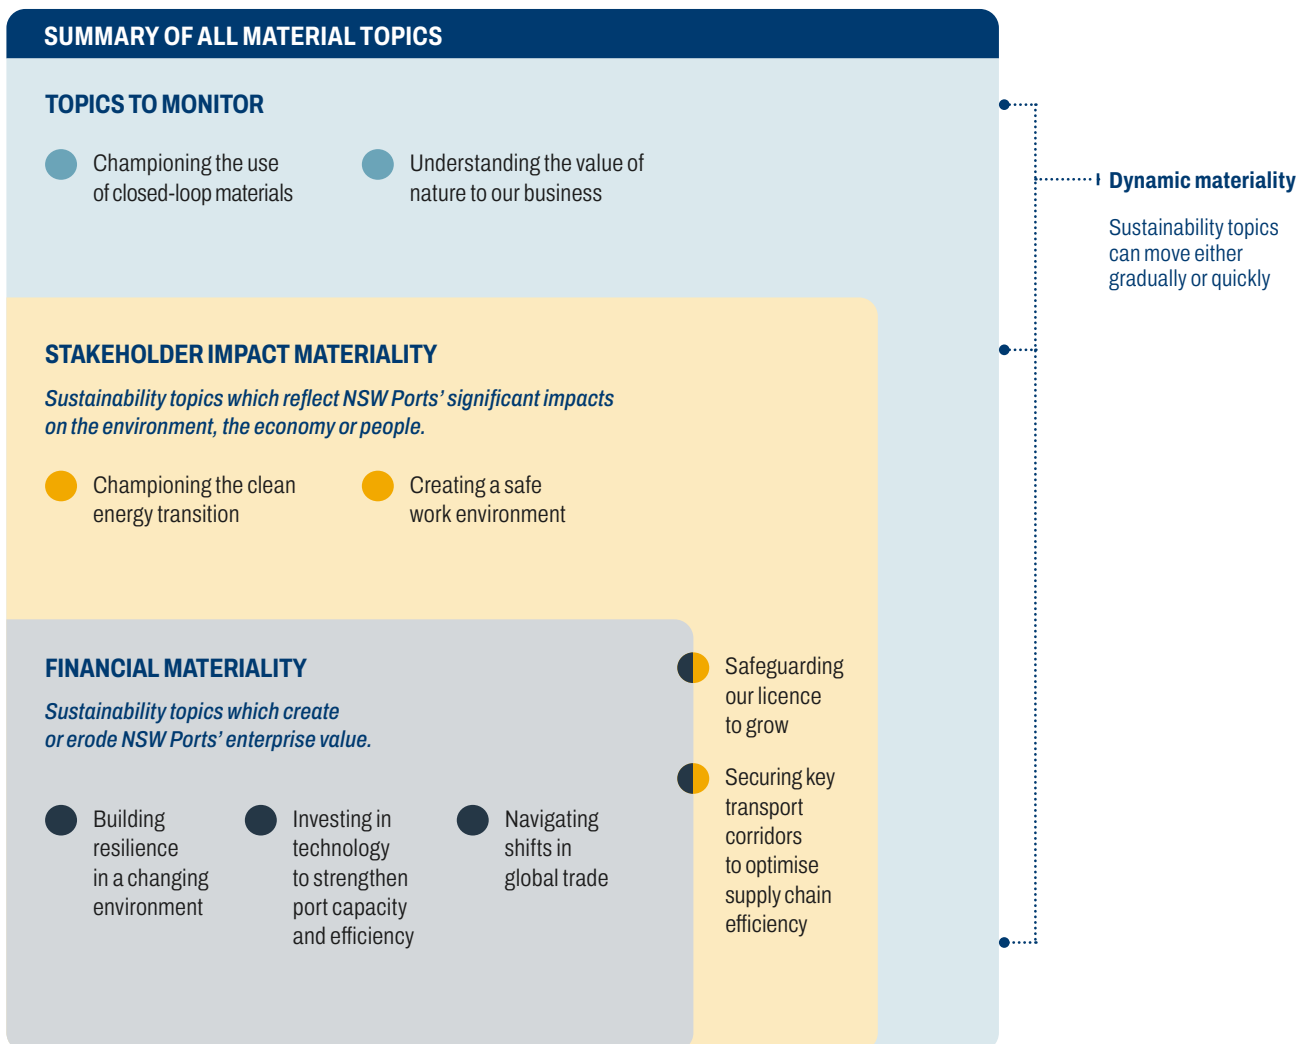 SUMMARY OF ALL MATERIAL TOPICS
TOPICS TO MONITOR
Championing the use
of closed-loop materials
Understanding the value of
nature to our business
Dynamic materiality
Sustainability topics
can move either
gradually or quickly
STAKEHOLDER IMPACT MATERIALITY
Sustainability topics which reflect NSW Ports’ significant impacts
on the environment, the economy or people.
Championing the clean
energy transition
Creating a safe
work environment
FINANCIAL MATERIALITY
Sustainability topics which create
or erode NSW Ports’ enterprise value.
Building
resilience
in a changing
environment
Investing in
technology
to strengthen
port capacity
and efficiency
Navigating
shifts in
global trade
Safeguarding
our licence
to grow
Securing key
transport
corridors
to optimise
supply chain
efficiency